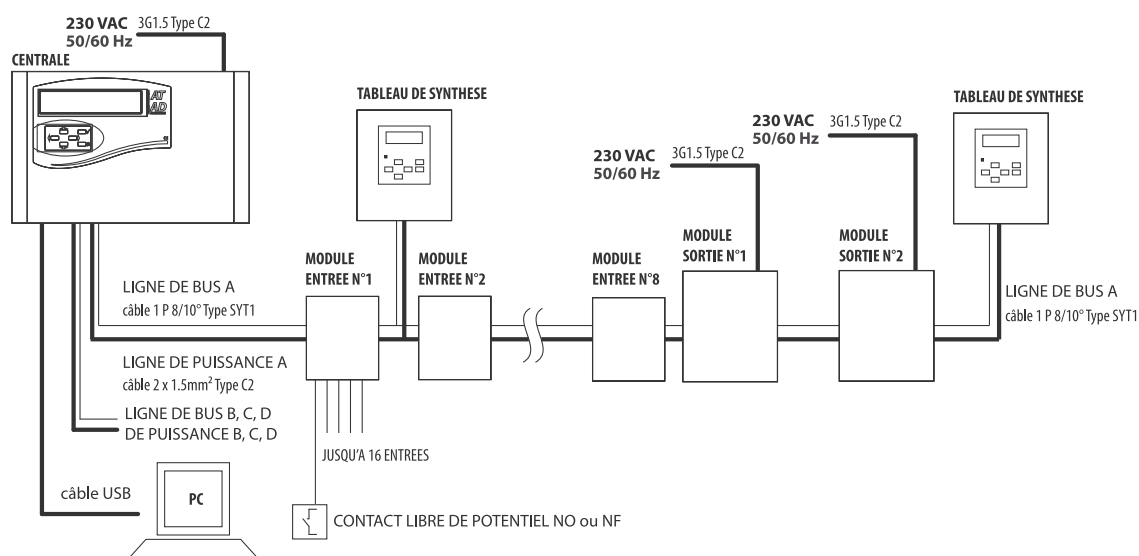 230 VAC 3G1.5 Type C2
50/60 Hz
CENTRALE
AT
AD
TABLEAU DE SYNTHESE
TABLEAU DE SYNTHESE
230 VAC 3G1.5 Type C2
50/60 Hz
230 VAC 3G1.5 Type C2
50/60 Hz
MODULE
ENTREE N°1
MODULE
ENTREE N°2
MODULE
ENTREE N°8
MODULE
SORTIE N°1
MODULE
SORTIE N°2
LIGNE DE BUS A
câble 1 P 8/10° Type SYT1
LIGNE DE BUS A
câble 1 P 8/10° Type SYT1
LIGNE DE PUISSANCE A
câble 2 x 1.5mm² Type C2
LIGNE DE BUS B, C, D
DE PUISSANCE B, C, D
JUSQU'A 16 ENTREES
câble USB
PC
CONTACT LIBRE DE POTENTIEL NO ou NF